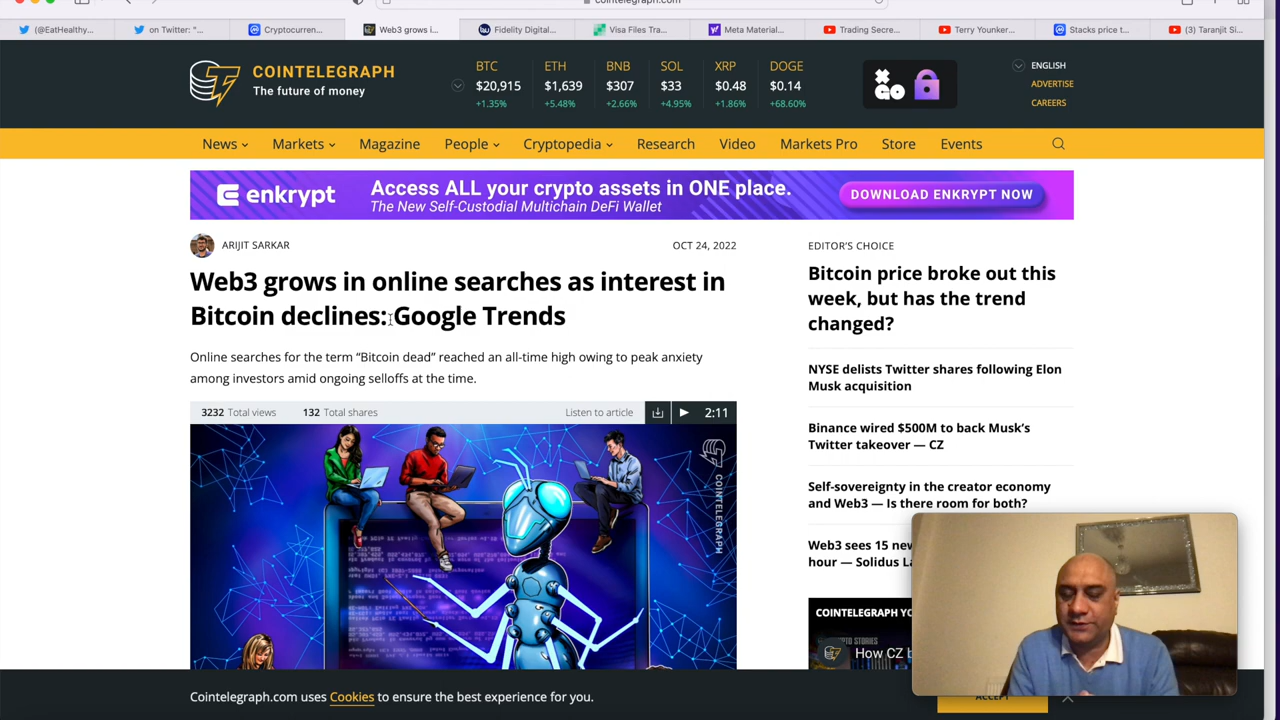 cointelegraph.com
(@EatHealthy...
on Twitter: "...
Cryptocurren...
Web3 grows i...
Fidelity Digital...
Visa Files Tra...
Meta Material...
Trading Secre...
Terry Younker...
Stacks price t...
(3) Taranjit Si...
COINTELEGRAPH
The future of money
BTC
$20,915
+1.35%
ETH
$1,639
+5.48%
BNB
$307
+2.66%
SOL
$33
+4.95%
XRP
$0.48
+1.86%
DOGE
$0.14
+68.60%
ENGLISH
ADVERTISE
CAREERS
News
Markets
Magazine
People
Cryptopedia
Research
Video
Markets Pro
Store
Events
enkrypt
Access ALL your crypto assets in ONE place.
The New Self-Custodial Multichain DeFi Wallet
DOWNLOAD ENKRYPT NOW
ARIJIT SARKAR
OCT 24, 2022
Web3 grows in online searches as interest in
Bitcoin declines: Google Trends
Online searches for the term “Bitcoin dead” reached an all-time high owing to peak anxiety
among investors amid ongoing selloffs at the time.
3232 Total views
132 Total shares
Listen to article
2:11
COINTELEGRAPH
EDITOR’S CHOICE
Bitcoin price broke out this
week, but has the trend
changed?
NYSE delists Twitter shares following Elon
Musk acquisition
Binance wired $500M to back Musk’s
Twitter takeover — CZ
Self-sovereignty in the creator economy
and Web3 — Is there room for both?
Web3 sees 15 new
hour — Solidus La
COINTELEGRAPH YO
How CZ b
Cointelegraph.com uses Cookies to ensure the best experience for you.
ACCEPT